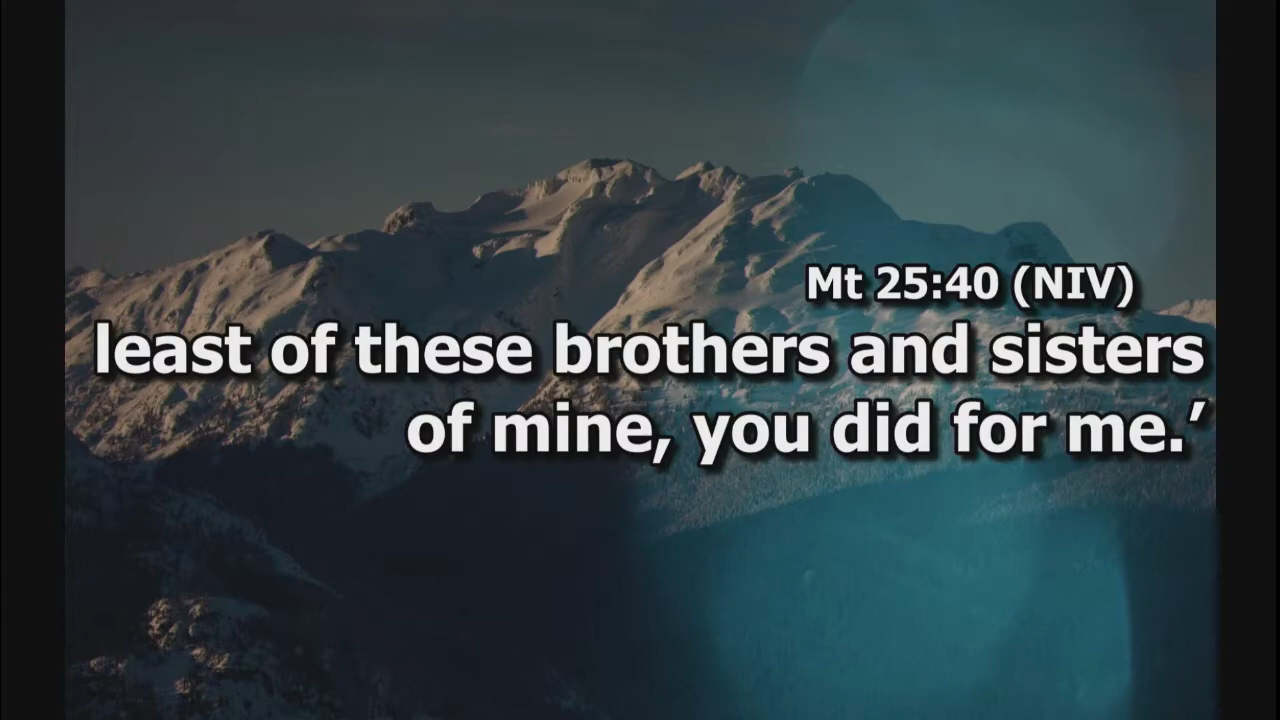 Mt 25:40 (NIV)
least of these brothers and sisters
of mine, you did for me.’